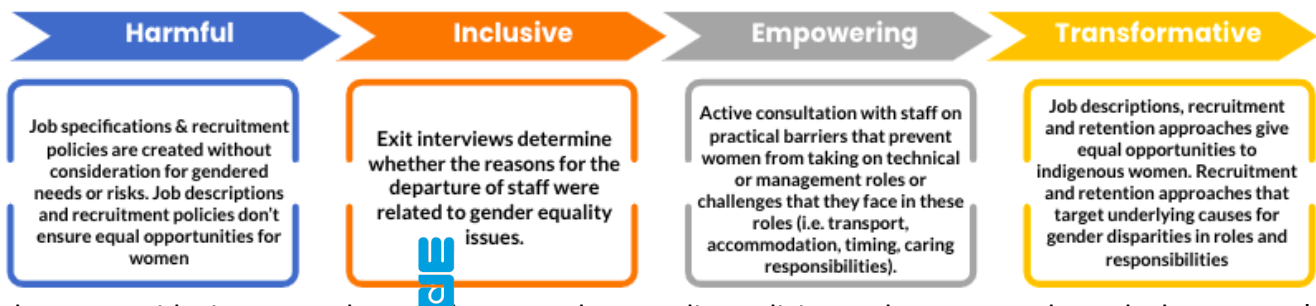 Harmful
Inclusive
Empowering
Transformative
Job specifications & recruitment
policies are created without
consideration for gendered
needs or risks. Job descriptions
and recruitment policies don't
ensure equal opportunities for
women
Exit interviews determine
whether the reasons for the
departure of staff were
related to gender equality
issues.
Active consultation with staff on
practical barriers that prevent
women from taking on technical
or management roles or
challenges that they face in these
roles (i.e. transport,
accommodation, timing, caring
responsibilities).
Job descriptions, recruitment
and retention approaches give
equal opportunities to
indigenous women. Recruitment
and retention approaches that
target underlying causes for
gender disparities in roles and
responsibilities